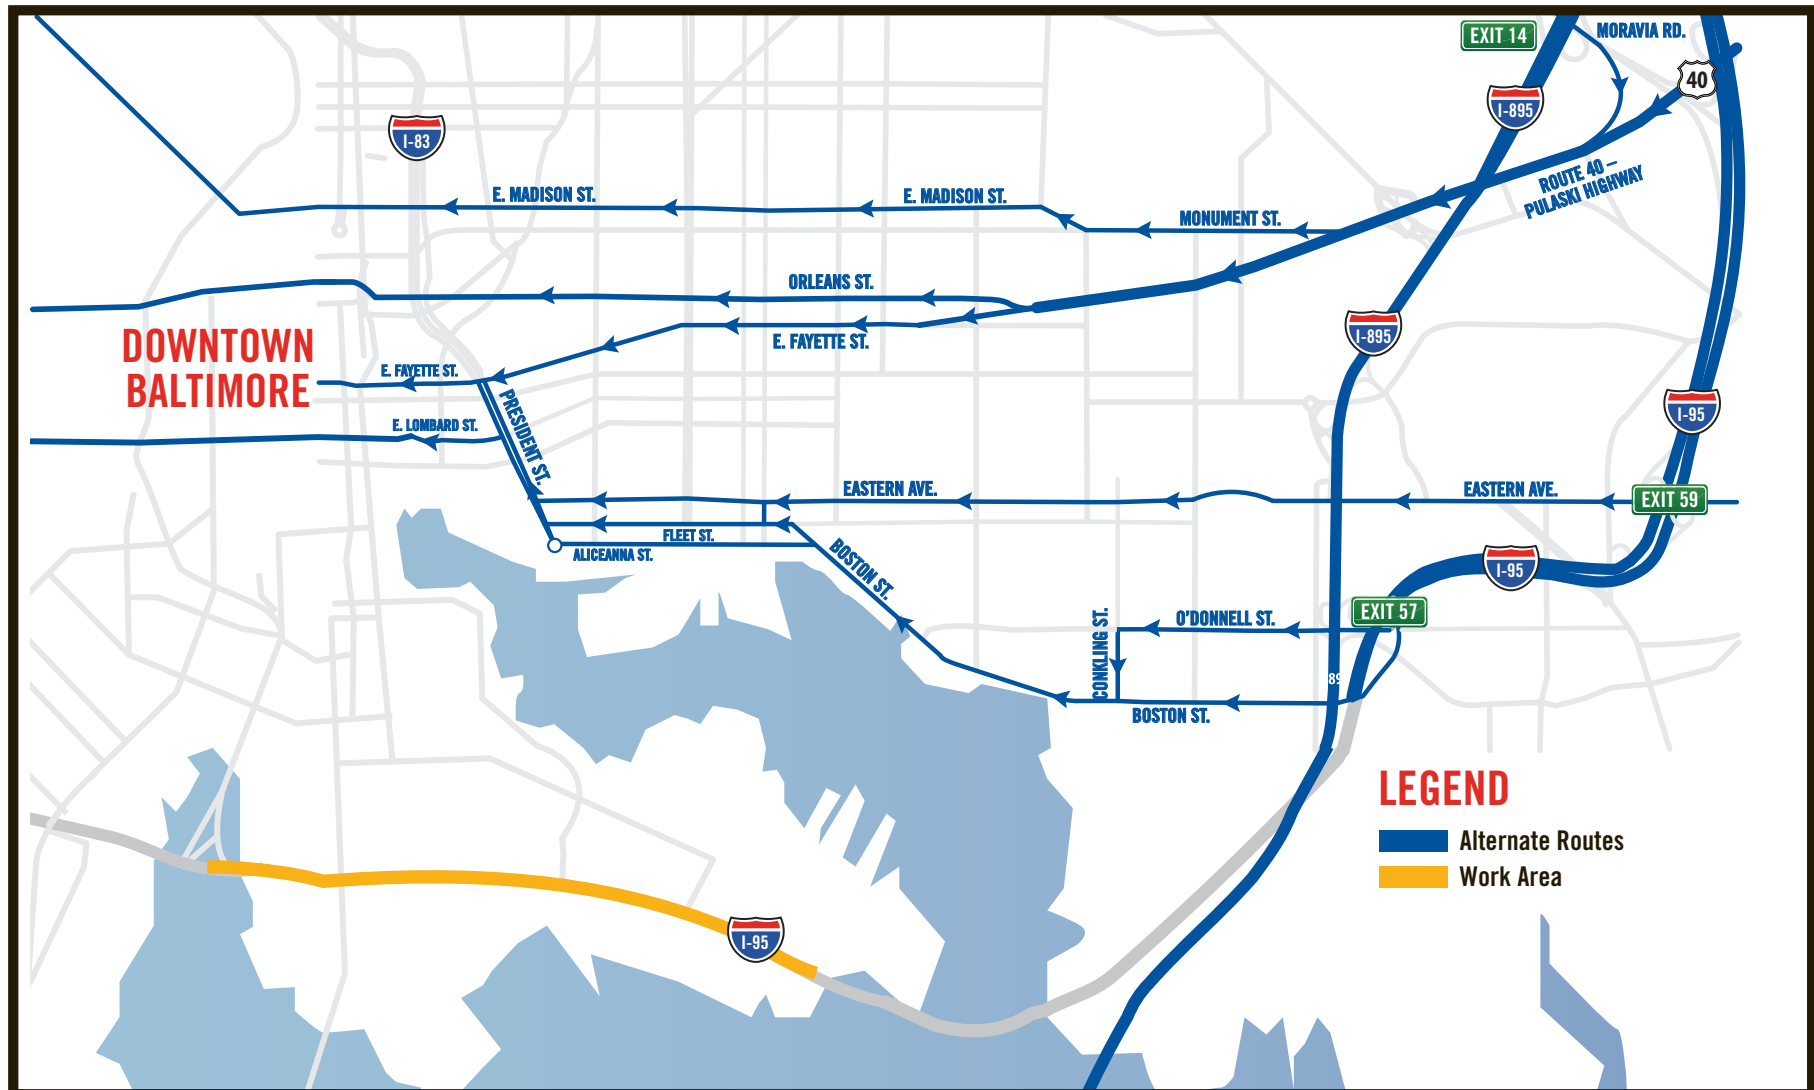 EXIT 14
MORAVIA RD.
40
I-895
I-83
ROUTE 40 –
PULASKI HIGHWAY
E. MADISON ST.
E. MADISON ST.
MONUMENT ST.
ORLEANS ST.
I-895
DOWNTOWN
BALTIMORE
E. FAYETTE ST.
E. FAYETTE ST.
PRESIDENT ST.
I-95
E. LOMBARD ST.
EASTERN AVE.
EASTERN AVE.
EXIT 59
FLEET ST.
ALICEANNA ST.
BOSTON ST.
I-95
EXIT 57
O'DONNELL ST.
CONKLING ST.
89
BOSTON ST.
LEGEND
Alternate Routes
Work Area
I-95